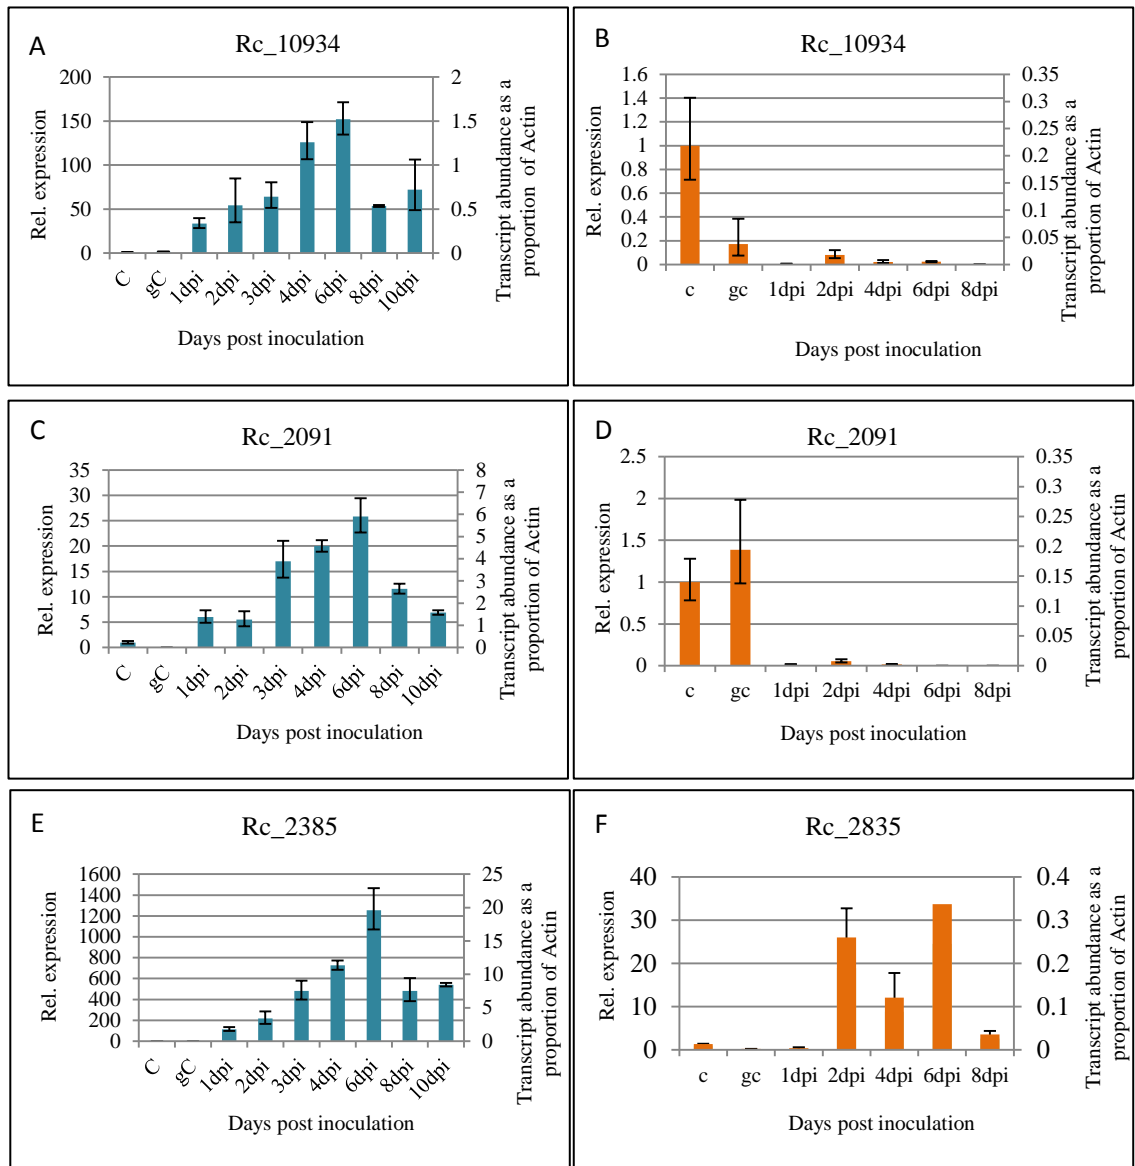 A
Rc_10934
200
150
100
50
0
2
1.5
1
0.5
0
Rel. expression
Transcript abundance as a
proportion of Actin
C gC 1dpi 2dpi 3dpi 4dpi 6dpi 8dpi 10dpi
Days post inoculation
B
Rc_10934
1.6
1.4
1.2
1
0.8
0.6
0.4
0.2
0
0.35
0.3
0.25
0.2
0.15
0.1
0.05
0
Rel. expression
Transcript abundance as a
proportion of Actin
c gc 1dpi 2dpi 4dpi 6dpi 8dpi
Days post inoculation
C
Rc_2091
35
30
25
20
15
10
5
0
8
7
6
5
4
3
2
1
0
Rel. expression
Transcript abundance as a
proportion of Actin
C gC 1dpi 2dpi 3dpi 4dpi 6dpi 8dpi 10dpi
Days post inoculation
D
Rc_2091
2.5
2
1.5
1
0.5
0
0.35
0.3
0.25
0.2
0.15
0.1
0.05
0
Rel. expression
Transcript abundance as a
proportion of Actin
c gc 1dpi 2dpi 4dpi 6dpi 8dpi
Days post inoculation
E
Rc_2385
1600
1400
1200
1000
800
600
400
200
0
25
20
15
10
5
0
Rel. expression
Transcript abundance as a
proportion of Actin
C gC 1dpi 2dpi 3dpi 4dpi 6dpi 8dpi 10dpi
Days post inoculation
F
Rc_2835
40
30
20
10
0
0.4
0.3
0.2
0.1
0
Rel. expression
Transcript abundance as a
proportion of Actin
c gc 1dpi 2dpi 4dpi 6dpi 8dpi
Days post inoculation